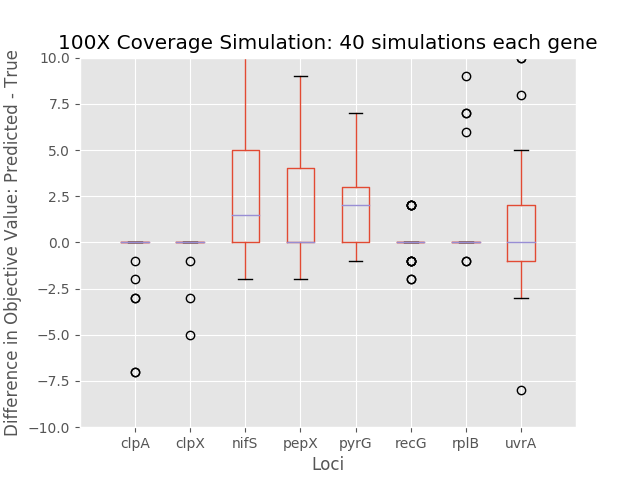 100X Coverage Simulation: 40 simulations each gene
Difference in Objective Value: Predicted - True
10.0
7.5
5.0
2.5
0.0
−2.5
−5.0
−7.5
−10.0
clpA clpX nifS pepX pyrG recG rplB uvrA
Loci